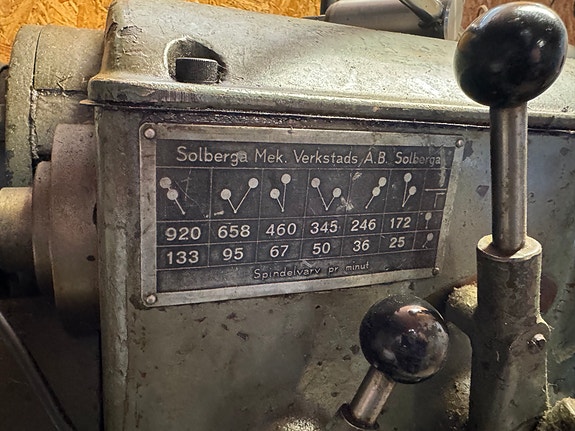 Solberga Mek. Verkstads A.B. Solberga
920 658 460 345 246 172
133 95 67 50 36 25
Spindelvarv pr minut